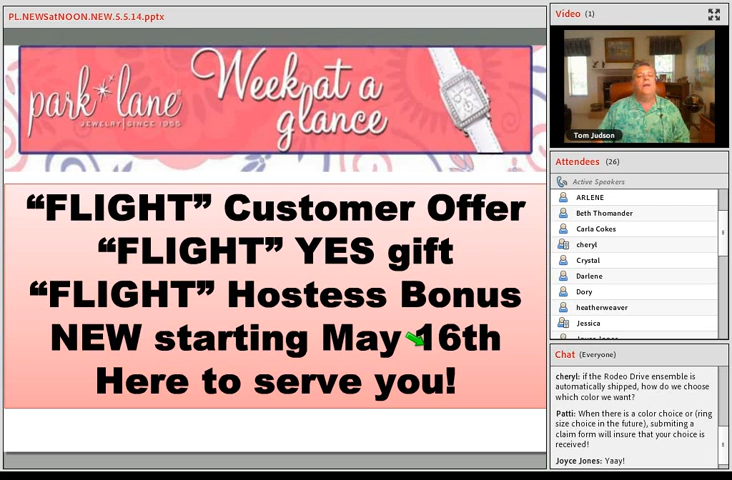 PL.NEWSatNOON.NEW.5.5.14.pptx
park lane
JEWELRY | SINCE 1955
Week at a
glance
“FLIGHT” Customer Offer
“FLIGHT” YES gift
“FLIGHT” Hostess Bonus
NEW starting May 16th
Here to serve you!
Video (1)
Tom Judson
Attendees (26)
Active Speakers
ARLENE
Beth Thomander
Carla Cokes
cheryl
Crystal
Darlene
Dory
heatherweaver
Jessica
Joyce Jones
Chat (Everyone)
cheryl: if the Rodeo Drive ensemble is
automatically shipped, how do we choose
which color we want?
Patti: When there is a color choice or (ring
size choice in the future), submiting a
claim form will insure that your choice is
received!
Joyce Jones: Yaay!